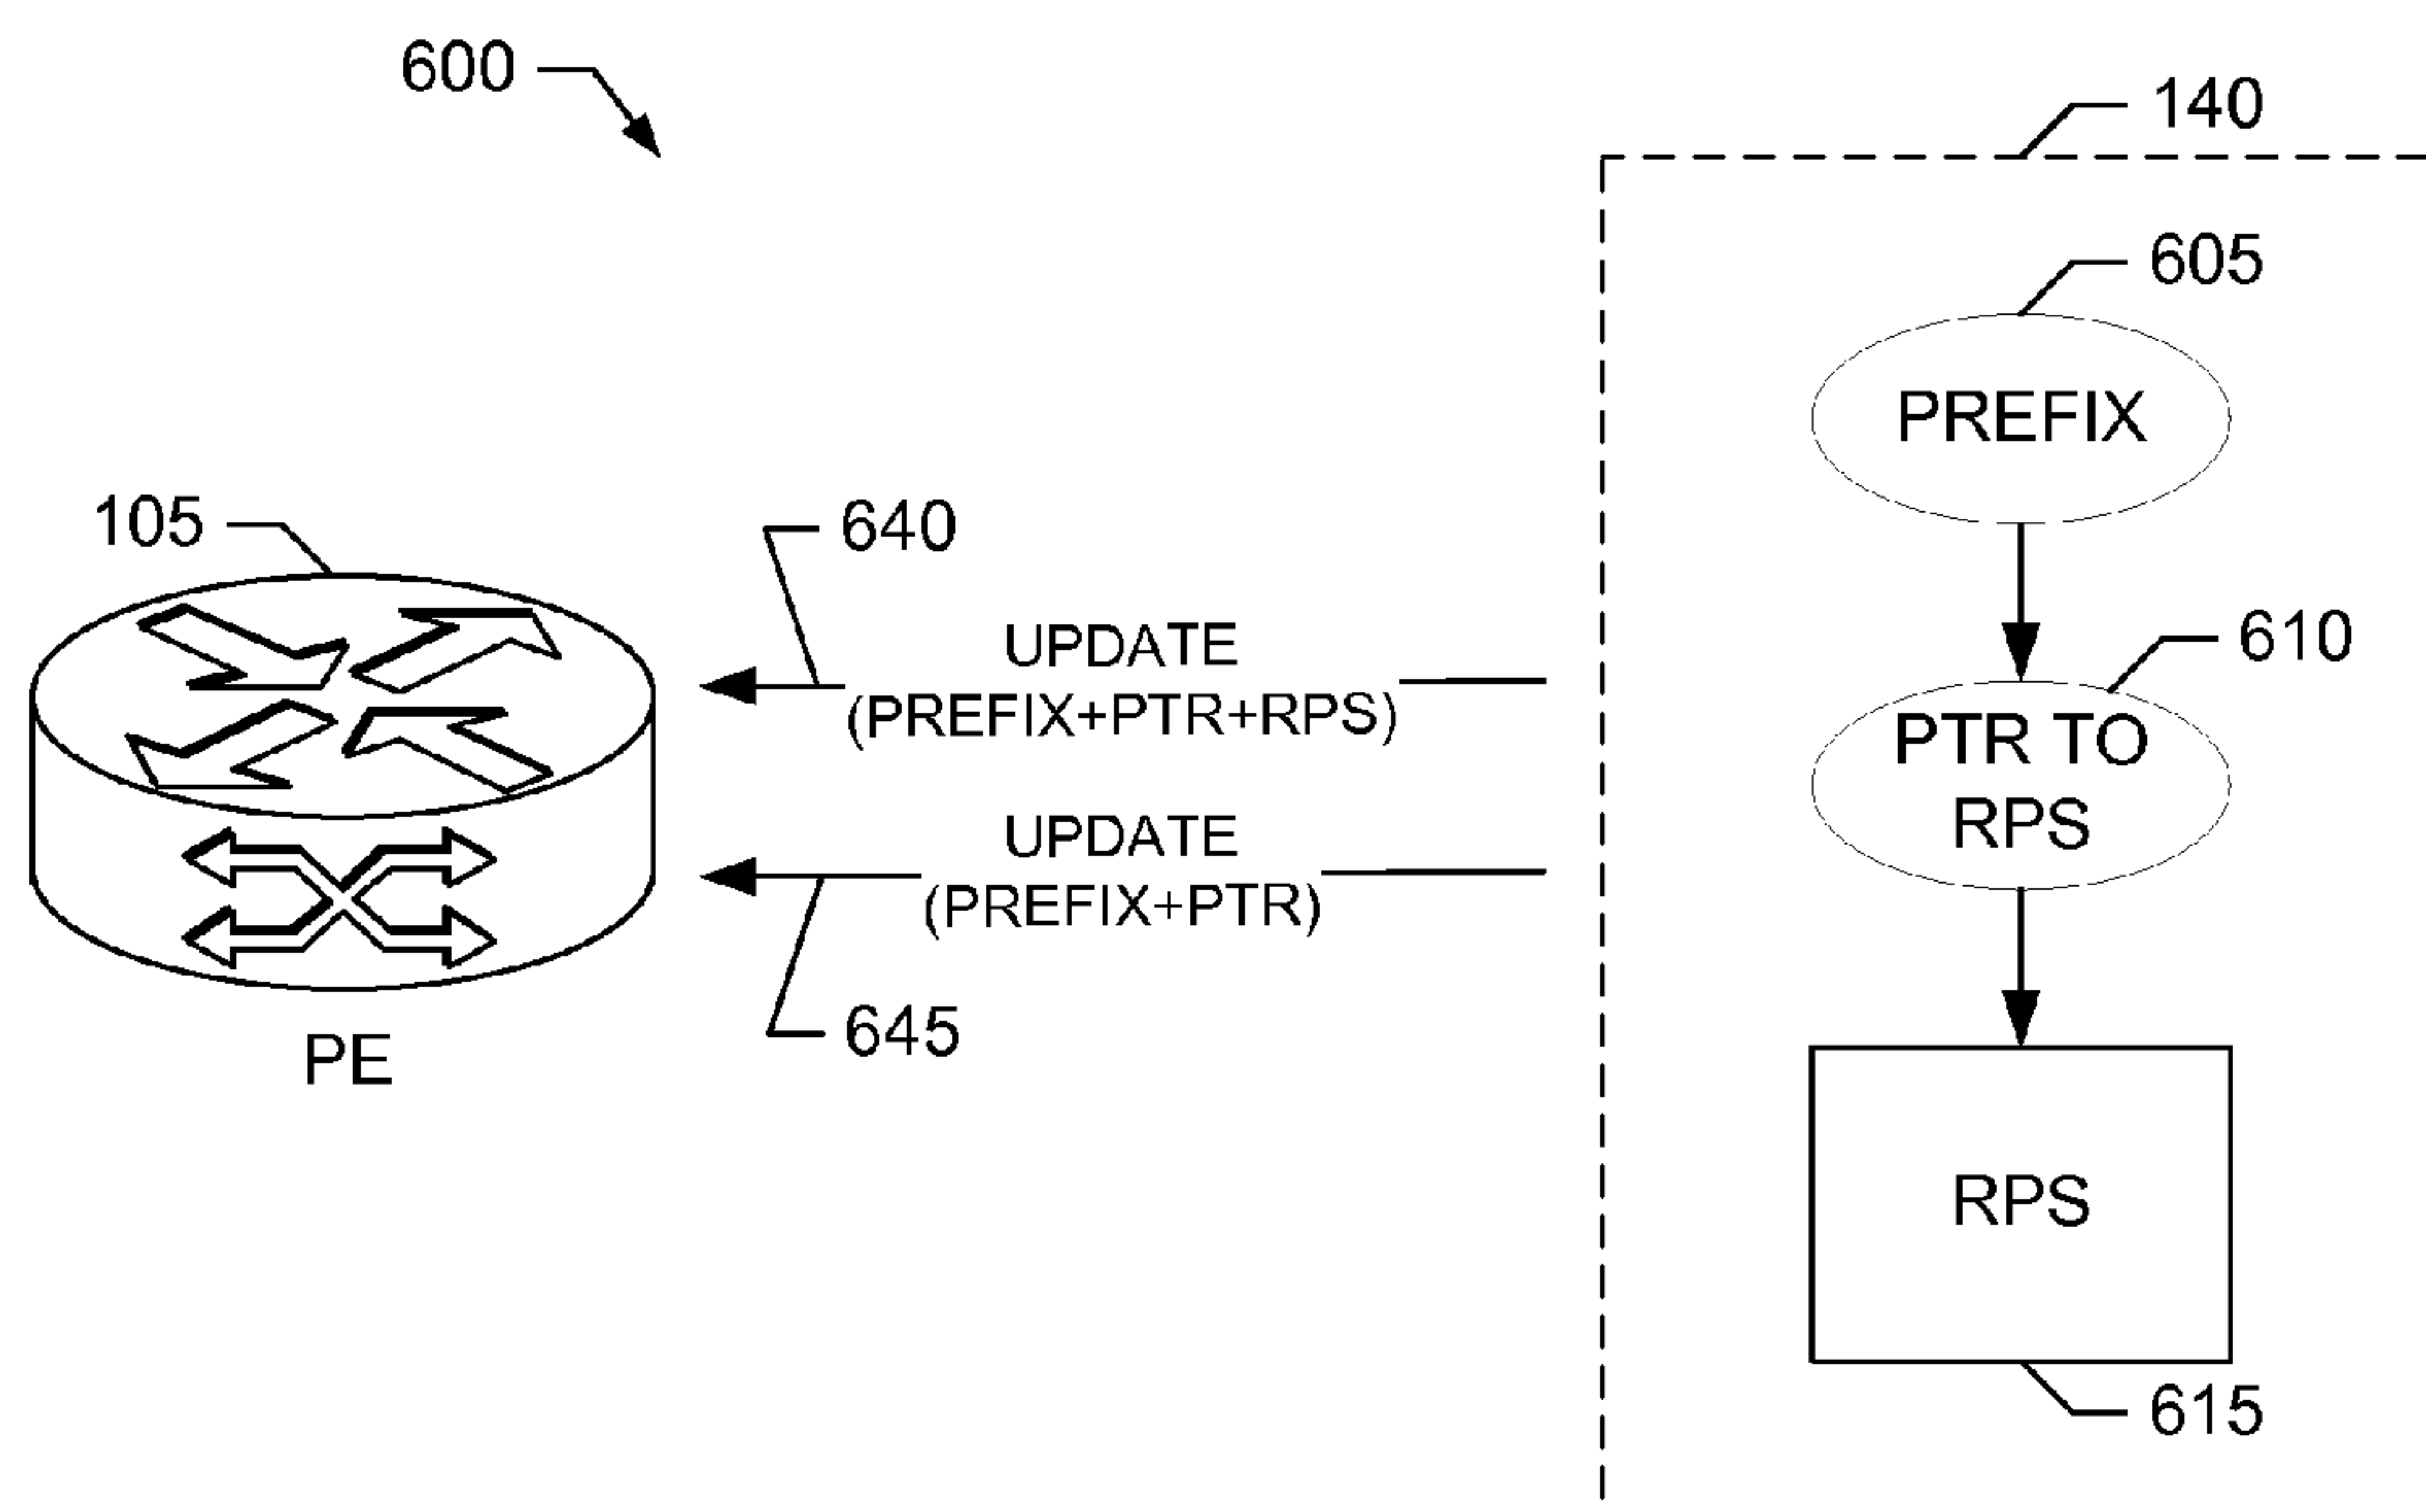 600
140
605
PREFIX
105
640
UPDATE
(PREFIX+PTR+RPS)
610
PTR TO
RPS
UPDATE
(PREFIX+PTR)
645
PE
RPS
615